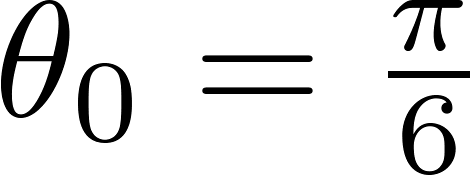 θ₀ = π/6